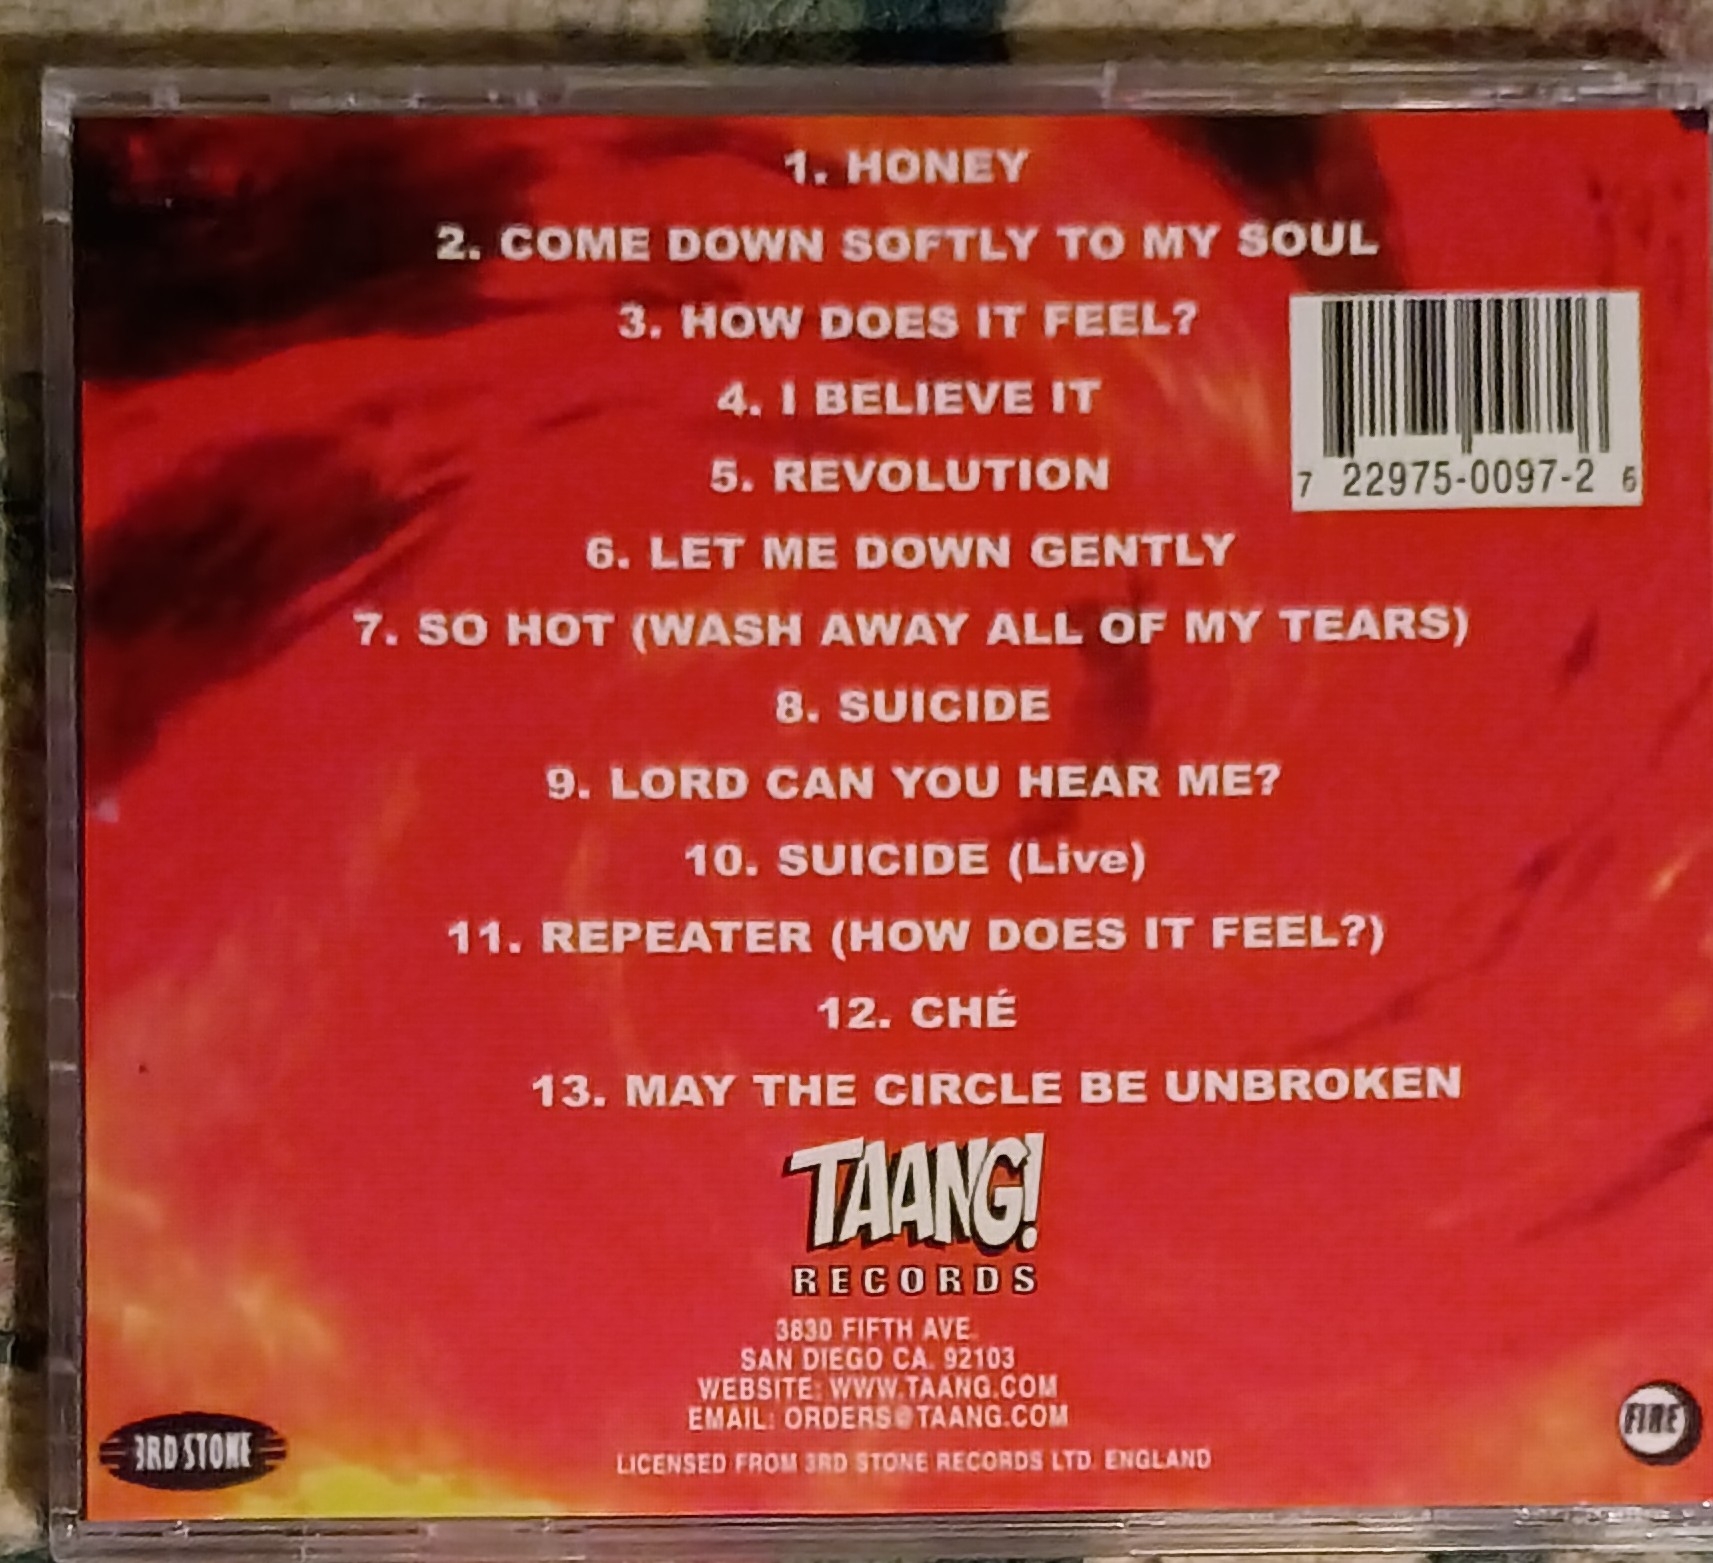 1. HONEY
2. COME DOWN SOFTLY TO MY SOUL
3. HOW DOES IT FEEL?
4. I BELIEVE IT
5. REVOLUTION
7 22975-0097-2 6
6. LET ME DOWN GENTLY
7. SO HOT (WASH AWAY ALL OF MY TEARS)
8. SUICIDE
9. LORD CAN YOU HEAR ME?
10. SUICIDE (Live)
11. REPEATER (HOW DOES IT FEEL?)
12. CHÉ
13. MAY THE CIRCLE BE UNBROKEN
TAANG!
RECORDS
3830 FIFTH AVE.
SAN DIEGO CA. 92103
WEBSITE: WWW.TAANG.COM
EMAIL: ORDERS@TAANG.COM
LICENSED FROM 3RD STONE RECORDS LTD. ENGLAND
3RD STONE
FIRE